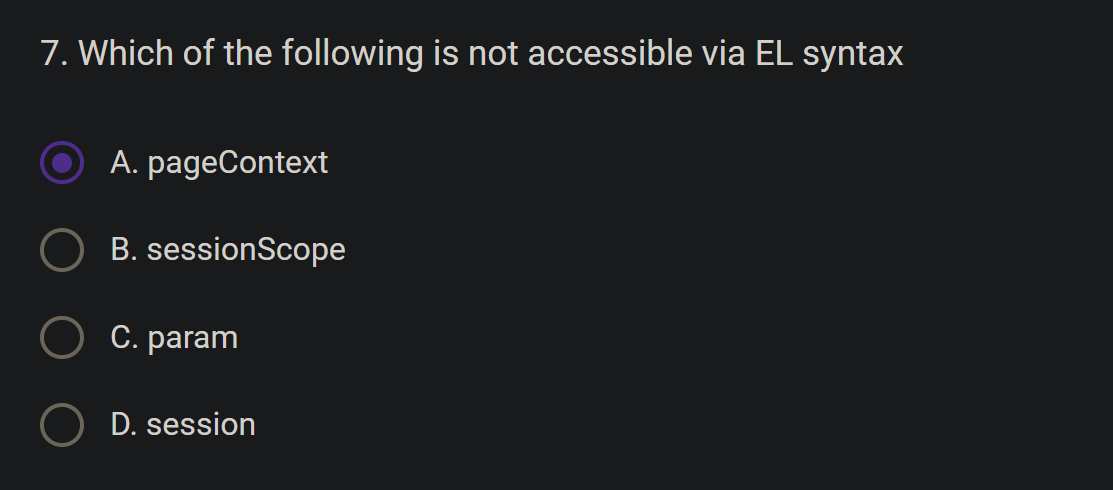 7. Which of the following is not accessible via EL syntax
A. pageContext
B. sessionScope
C. param
D. session